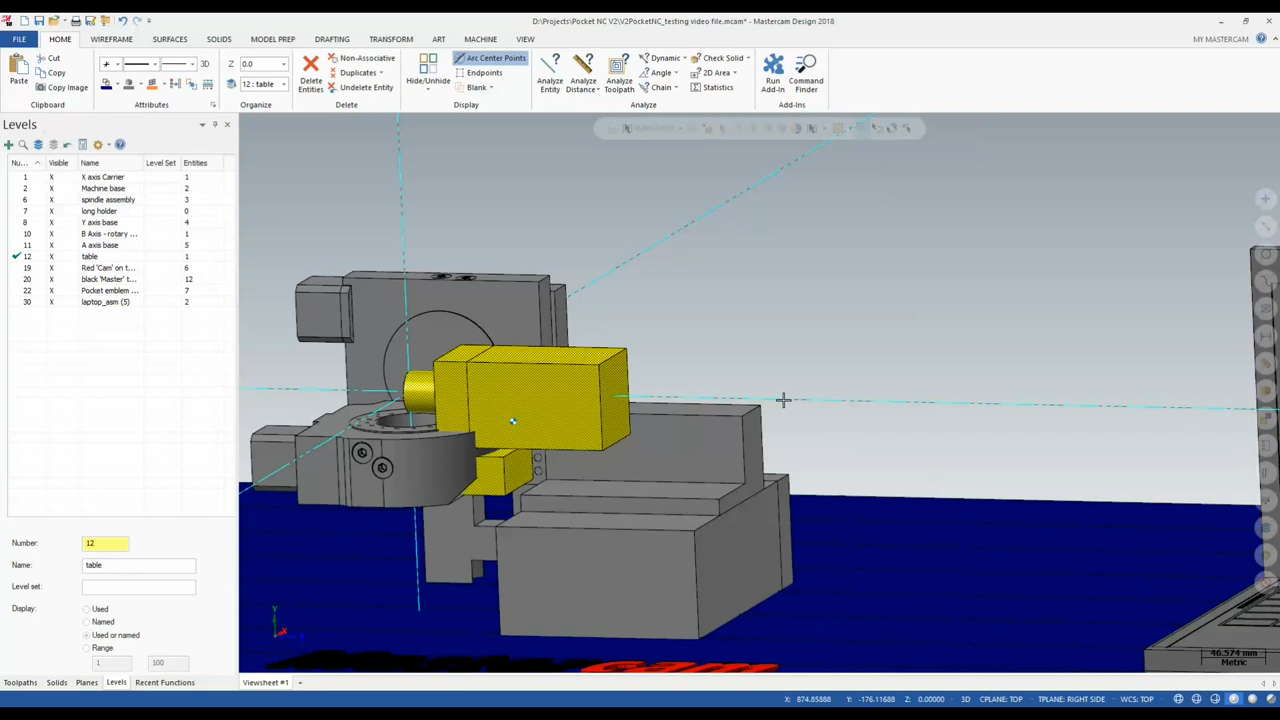 D:\Projects\Pocket NC V2\V2PocketNC_testing video file.mcam* - Mastercam Design 2018
FILE HOME WIREFRAME SURFACES SOLIDS MODEL PREP DRAFTING TRANSFORM ART MACHINE VIEW MY MASTERCAM
Paste
Cut
Copy
Copy Image
Clipboard
3D
Attributes
Z 0.0
12 : table
Organize
Delete Entities
Non-Associative
Duplicates
Undelete Entity
Delete
Hide/Unhide
Arc Center Points
Endpoints
Blank
Display
Analyze Entity
Analyze Distance
Analyze Toolpath
Dynamic
Angle
Chain
Check Solid
2D Area
Statistics
Analyze
Run Add-in
Command Finder
Add-Ins
Levels
Nu... Visible Name Level Set Entities
1 X X axis Carrier 1
2 X Machine base 2
6 X spindle assembly 3
7 X long holder 0
8 X Y axis base 4
10 X B Axis - rotary ... 1
11 X A axis base 5
12 X table 1
19 X Red 'Cam' on t... 6
20 X black 'Master' t... 12
22 X Pocket emblem ... 7
30 X laptop_asm (5) 2
Number: 12
Name: table
Level set:
Display: Used
Named
Used or named
Range
1 100
Toolpaths Solids Planes Levels Recent Functions
Y
X
46.574 mm
Metric
Viewsheet #1 +
X: 874.85888 Y: -176.11688 Z: 0.00000 3D CPLANE: TOP TPLANE: RIGHT SIDE WCS: TOP